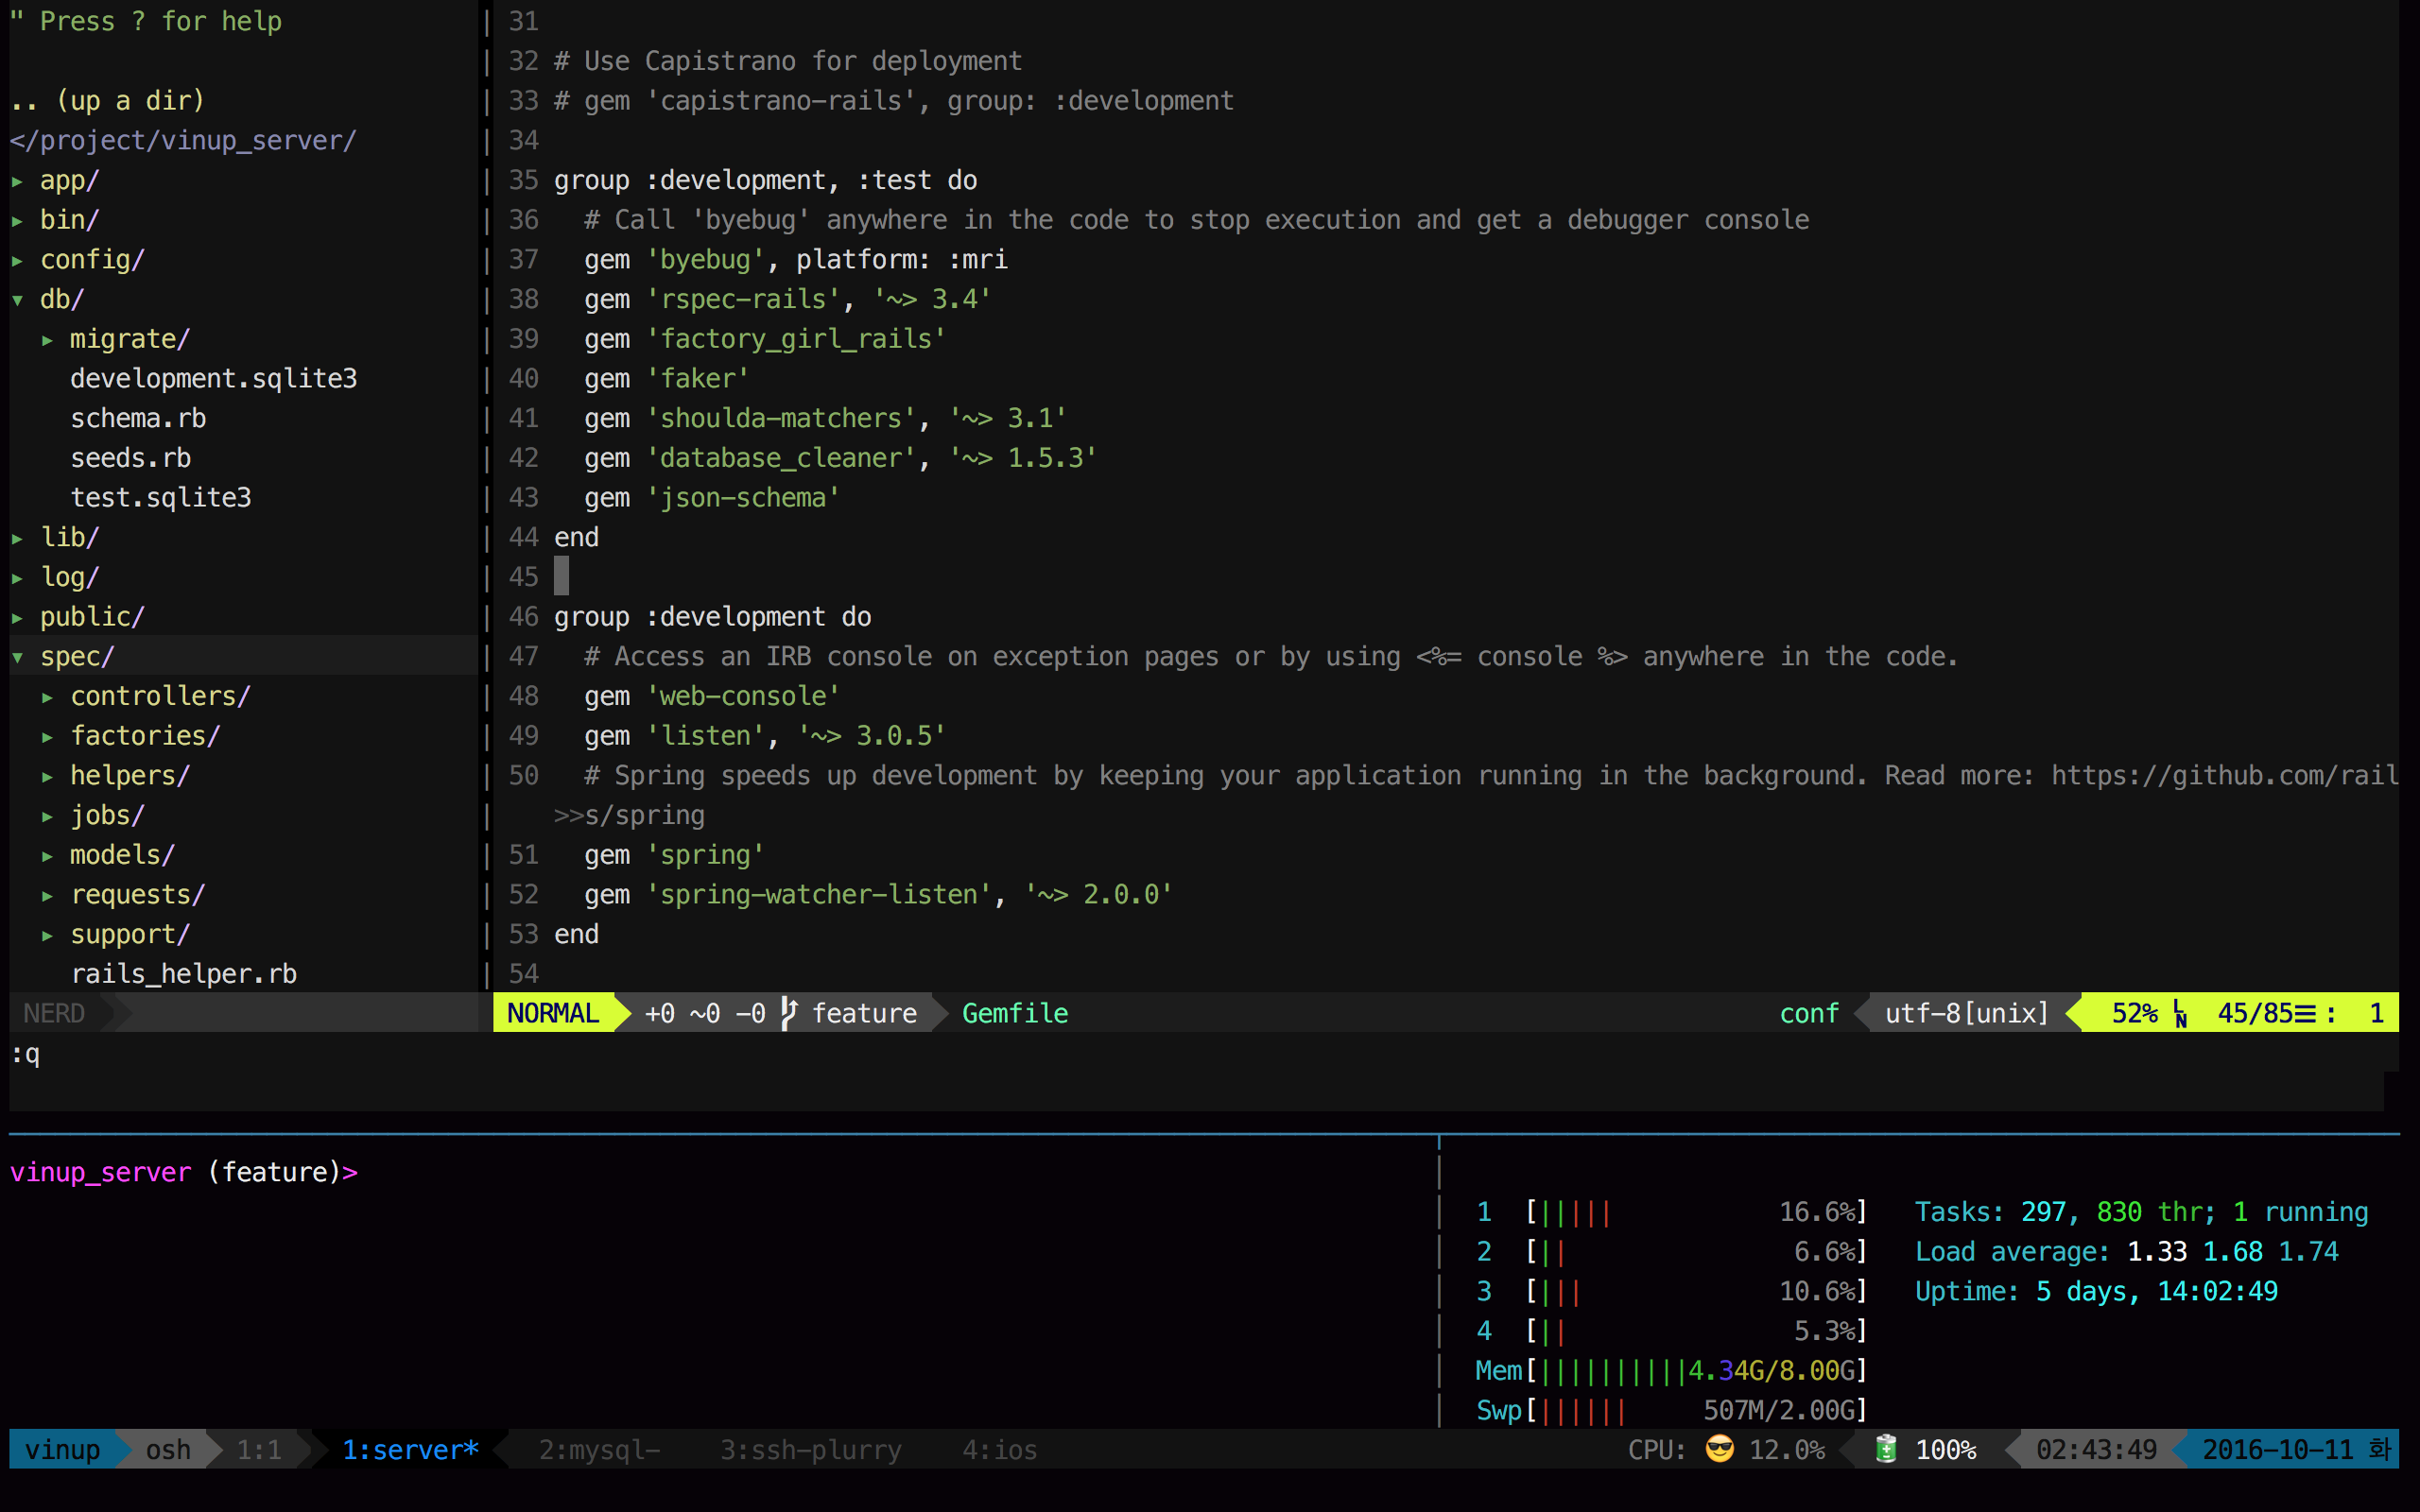 " Press ? for help
.. (up a dir)
</project/vinup_server/
▸ app/
▸ bin/
▸ config/
▾ db/
  ▸ migrate/
    development.sqlite3
    schema.rb
    seeds.rb
    test.sqlite3
▸ lib/
▸ log/
▸ public/
▾ spec/
  ▸ controllers/
  ▸ factories/
  ▸ helpers/
  ▸ jobs/
  ▸ models/
  ▸ requests/
  ▸ support/
    rails_helper.rb
NERD
31
32 # Use Capistrano for deployment
33 # gem 'capistrano-rails', group: :development
34
35 group :development, :test do
36   # Call 'byebug' anywhere in the code to stop execution and get a debugger console
37   gem 'byebug', platform: :mri
38   gem 'rspec-rails', '~> 3.4'
39   gem 'factory_girl_rails'
40   gem 'faker'
41   gem 'shoulda-matchers', '~> 3.1'
42   gem 'database_cleaner', '~> 1.5.3'
43   gem 'json-schema'
44 end
45
46 group :development do
47   # Access an IRB console on exception pages or by using <%= console %> anywhere in the code.
48   gem 'web-console'
49   gem 'listen', '~> 3.0.5'
50   # Spring speeds up development by keeping your application running in the background. Read more: https://github.com/rail
>>s/spring
51   gem 'spring'
52   gem 'spring-watcher-listen', '~> 2.0.0'
53 end
54
NORMAL +0 ~0 -0 feature Gemfile conf utf-8[unix] 52% LN 45/85☰ : 1
:q
vinup_server (feature)>
1 [||||| 16.6%] Tasks: 297, 830 thr; 1 running
2 [|| 6.6%] Load average: 1.33 1.68 1.74
3 [||| 10.6%] Uptime: 5 days, 14:02:49
4 [|| 5.3%]
Mem[||||||||||4.34G/8.00G]
Swp[|||||| 507M/2.00G]
vinup osh 1:1 1:server* 2:mysql- 3:ssh-plurry 4:ios CPU: 😎 12.0% 🔋 100% 02:43:49 2016-10-11 화